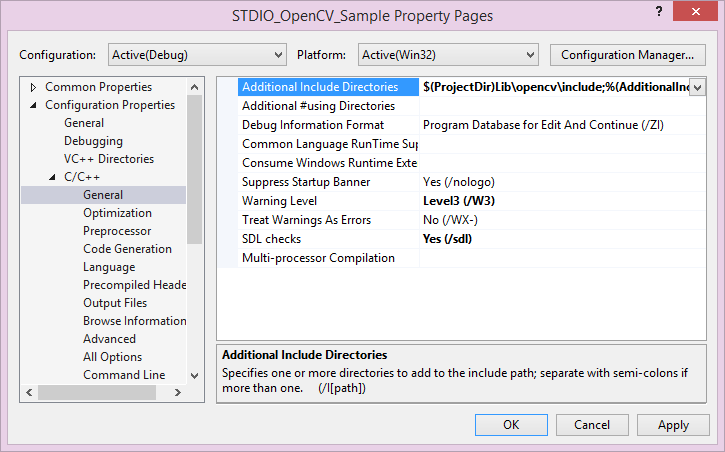 STDIO_OpenCV_Sample Property Pages
?
Configuration: Active(Debug) Platform: Active(Win32) Configuration Manager...
Common Properties
Configuration Properties
General
Debugging
VC++ Directories
C/C++
General
Optimization
Preprocessor
Code Generation
Language
Precompiled Heade
Output Files
Browse Information
Advanced
All Options
Command Line
Additional Include Directories $(ProjectDir)Lib\opencv\include;%(AdditionalInc
Additional #using Directories
Debug Information Format Program Database for Edit And Continue (/ZI)
Common Language RunTime Sup
Consume Windows Runtime Exte
Suppress Startup Banner Yes (/nologo)
Warning Level Level3 (/W3)
Treat Warnings As Errors No (/WX-)
SDL checks Yes (/sdl)
Multi-processor Compilation
Additional Include Directories
Specifies one or more directories to add to the include path; separate with semi-colons if
more than one. (/I[path])
OK Cancel Apply